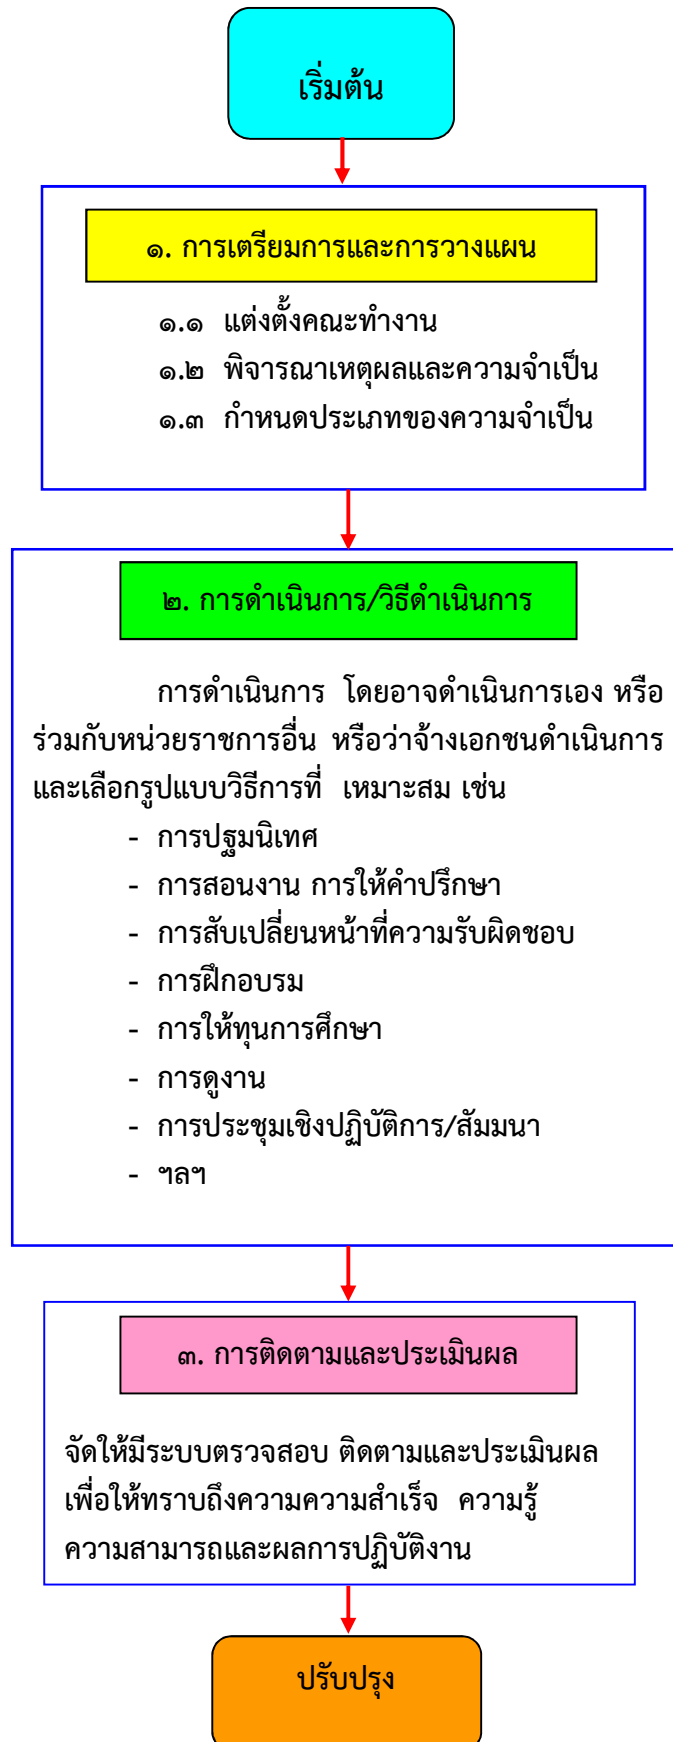 เริ่มต้น
๑. การเตรียมการและการวางแผน
๑.๑ แต่งตั้งคณะทำงาน
๑.๒ พิจารณาเหตุผลและความจำเป็น
๑.๓ กำหนดประเภทของความจำเป็น
๒. การดำเนินการ/วิธีดำเนินการ
การดำเนินการ โดยอาจดำเนินการเอง หรือ
ร่วมกับหน่วยราชการอื่น หรือว่าจ้างเอกชนดำเนินการ
และเลือกรูปแบบวิธีการที่ เหมาะสม เช่น
- การปฐมนิเทศ
- การสอนงาน การให้คำปรึกษา
- การสับเปลี่ยนหน้าที่ความรับผิดชอบ
- การฝึกอบรม
- การให้ทุนการศึกษา
- การดูงาน
- การประชุมเชิงปฏิบัติการ/สัมมนา
- ฯลฯ
๓. การติดตามและประเมินผล
จัดให้มีระบบตรวจสอบ ติดตามและประเมินผล
เพื่อให้ทราบถึงความความสำเร็จ ความรู้
ความสามารถและผลการปฏิบัติงาน
ปรับปรุง